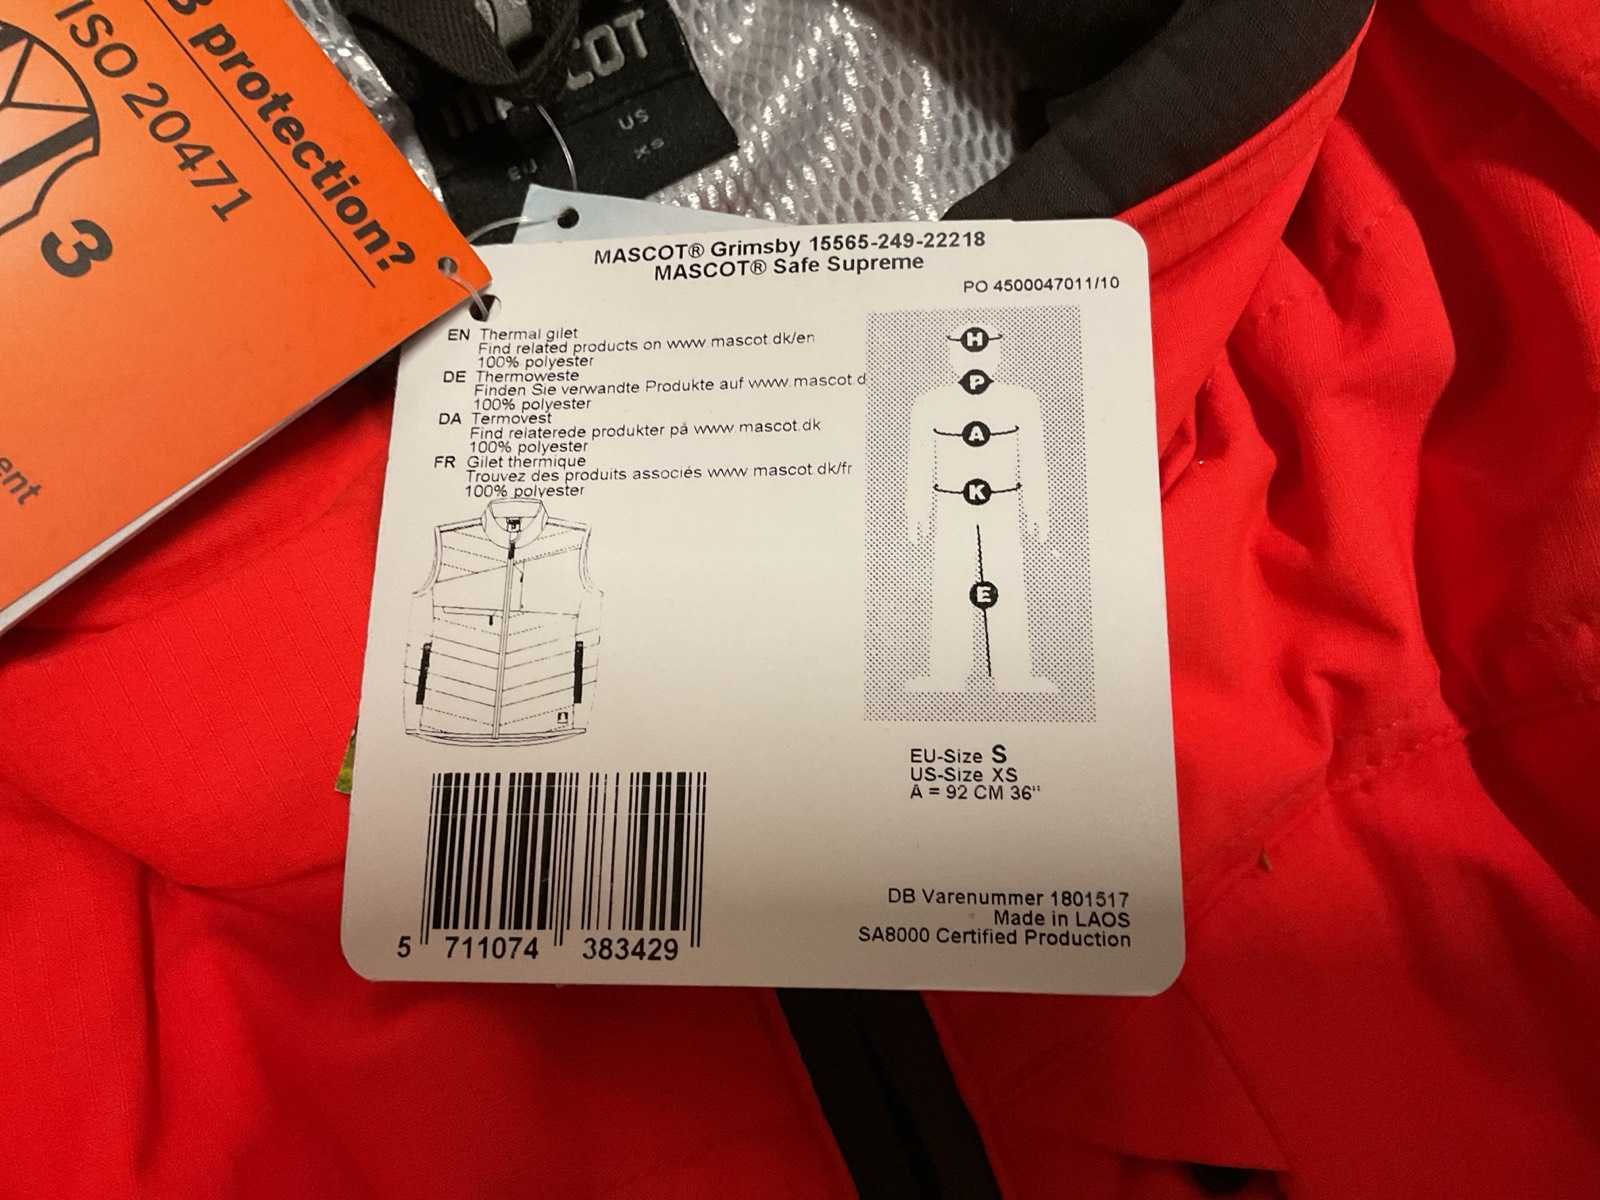 protection?
ISO 20471
3
COT
US
XS
EU
MASCOT® Grimsby 15565-249-22218
MASCOT® Safe Supreme
PO 4500047011/10
EN Thermal gilet
Find related products on www.mascot.dk/en
100% polyester
DE Thermoweste
Finden Sie verwandte Produkte auf www.mascot.d
100% polyester
DA Termovest
Find relaterede produkter på www.mascot.dk
100% polyester
FR Gilet thermique
Trouvez des produits associés www.mascot.dk/fr
100% polyester
H
P
A
K
E
EU-Size S
US-Size XS
A = 92 CM 36"
DB Varenummer 1801517
Made in LAOS
SA8000 Certified Production
5 711074 383429